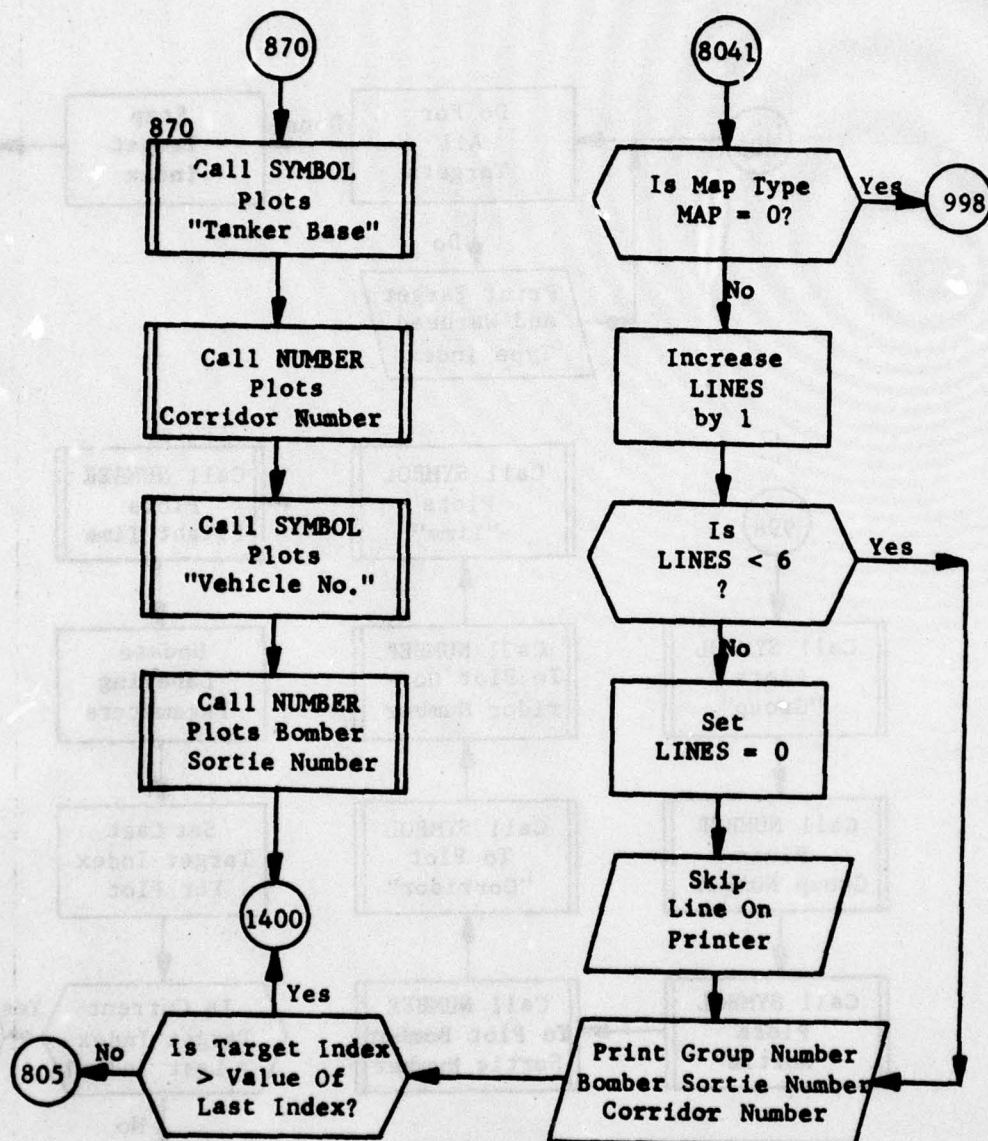 870
870
Call SYMBOL
Plots
"Tanker Base"
Call NUMBER
Plots
Corridor Number
Call SYMBOL
Plots
"Vehicle No."
Call NUMBER
Plots Bomber
Sortie Number
1400
Yes
Is Target Index
> Value Of
Last Index?
No
805
8041
Is Map Type
MAP = 0?
Yes
998
No
Increase
LINES
by 1
Is
LINES < 6
?
Yes
No
Set
LINES = 0
Skip
Line On
Printer
Print Group Number
Bomber Sortie Number
Corridor Number